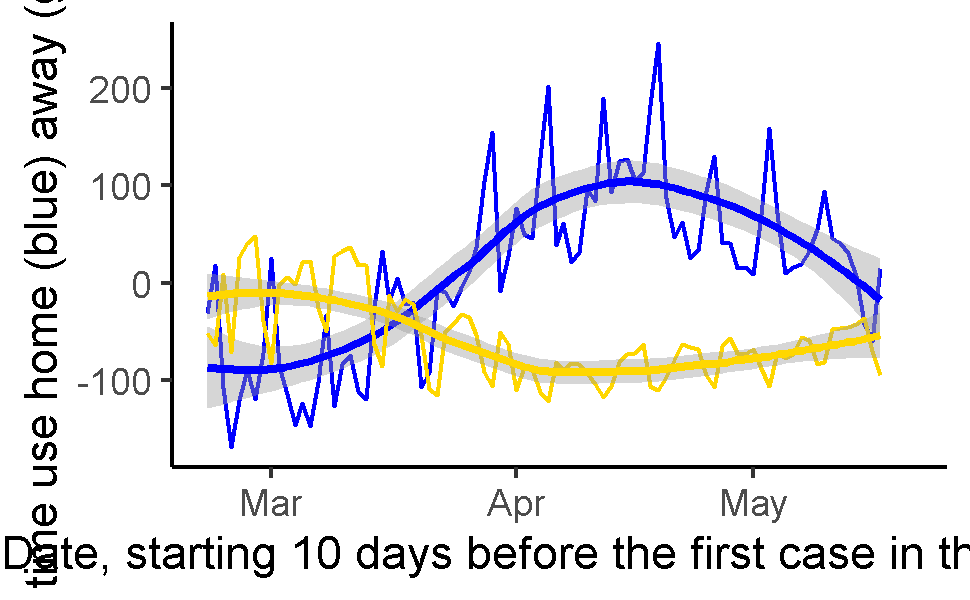 time use home (blue) away (
200
100
0
-100
Mar Apr May
Date, starting 10 days before the first case in th